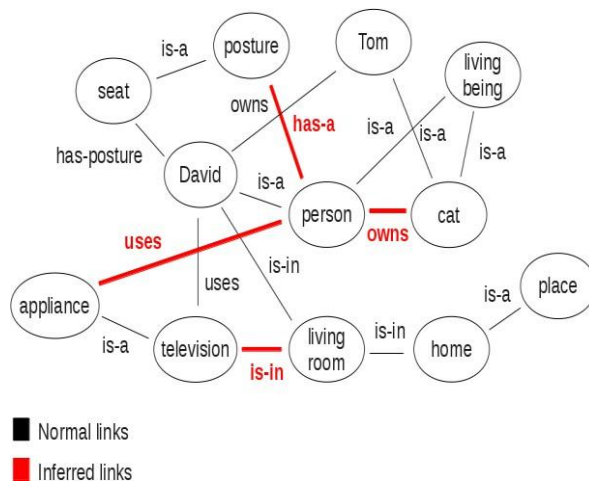 posture
Tom
living
being
is-a
seat
owns
has-a
is-a
is-a
is-a
has-posture
David
is-a
person
cat
owns
uses
is-in
uses
appliance
place
is-a
is-a
television
is-in
living
room
is-in
home
Normal links
Inferred links